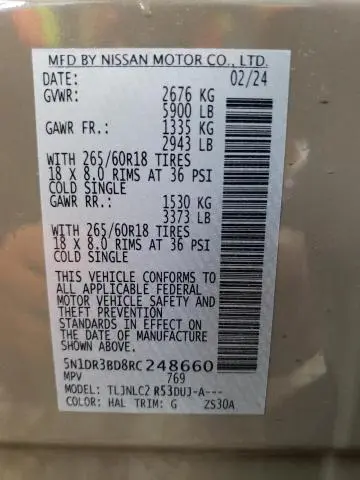 MFD BY NISSAN MOTOR CO., LTD.
DATE: 02/24
GVWR: 2676 KG
5900 LB
GAWR FR.: 1335 KG
2943 LB
WITH 265/60R18 TIRES
18 X 8.0 RIMS AT 36 PSI
COLD SINGLE
GAWR RR.: 1530 KG
3373 LB
WITH 265/60R18 TIRES
18 X 8.0 RIMS AT 36 PSI
COLD SINGLE
THIS VEHICLE CONFORMS TO
ALL APPLICABLE FEDERAL
MOTOR VEHICLE SAFETY
AND THEFT PREVENTION
STANDARDS IN EFFECT ON
THE DATE OF MANUFACTURE
SHOWN ABOVE.
5N1DR3BD8RC248660
MPV 769
MODEL: TLJNLC2 R53DUJ-A---
COLOR: HAL TRIM: G ZS30A